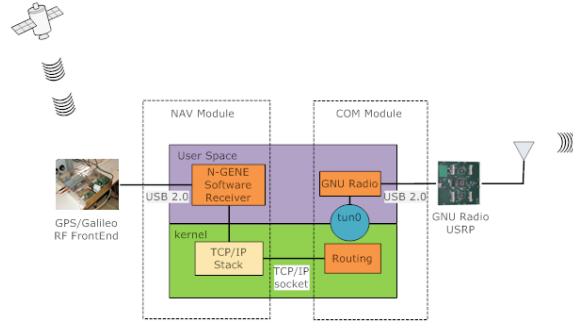 NAV Module
COM Module
User Space
N-GENE
Software
Receiver
GNU Radio
USB 2.0
USB 2.0
GPS/Galileo
RF FrontEnd
GNU Radio
USRP
tun0
kernel
TCP/IP
Stack
Routing
TCP/IP
socket